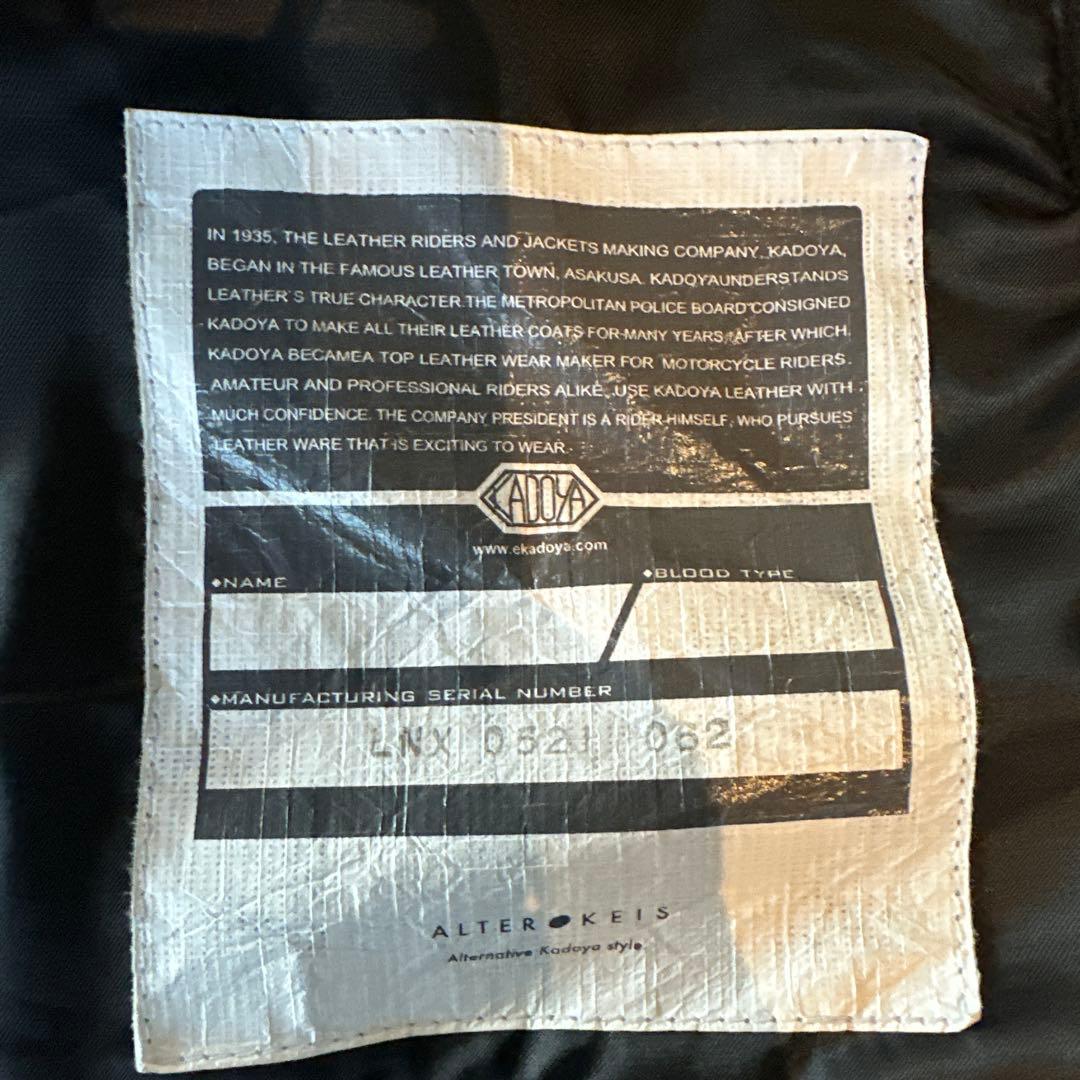 IN 1935, THE LEATHER RIDERS AND JACKETS MAKING COMPANY, KADOYA,
BEGAN IN THE FAMOUS LEATHER TOWN, ASAKUSA. KADOYAUNDERSTANDS
LEATHER'S TRUE CHARACTER.THE METROPOLITAN POLICE BOARD CONSIGNED
KADOYA TO MAKE ALL THEIR LEATHER COATS FOR MANY YEARS, AFTER WHICH,
KADOYA BECAMEA TOP LEATHER WEAR MAKER FOR MOTORCYCLE RIDERS.
AMATEUR AND PROFESSIONAL RIDERS ALIKE, USE KADOYA LEATHER WITH
MUCH CONFIDENCE. THE COMPANY PRESIDENT IS A RIDER HIMSELF, WHO PURSUES
LEATHER WARE THAT IS EXCITING TO WEAR.
KADOYA
www.ekadoya.com
◆NAME
◆BLOOD TYPE
◆MANUFACTURING SERIAL NUMBER
LNX 0521 062
ALTER KEIS
Alternative Kadoya style.